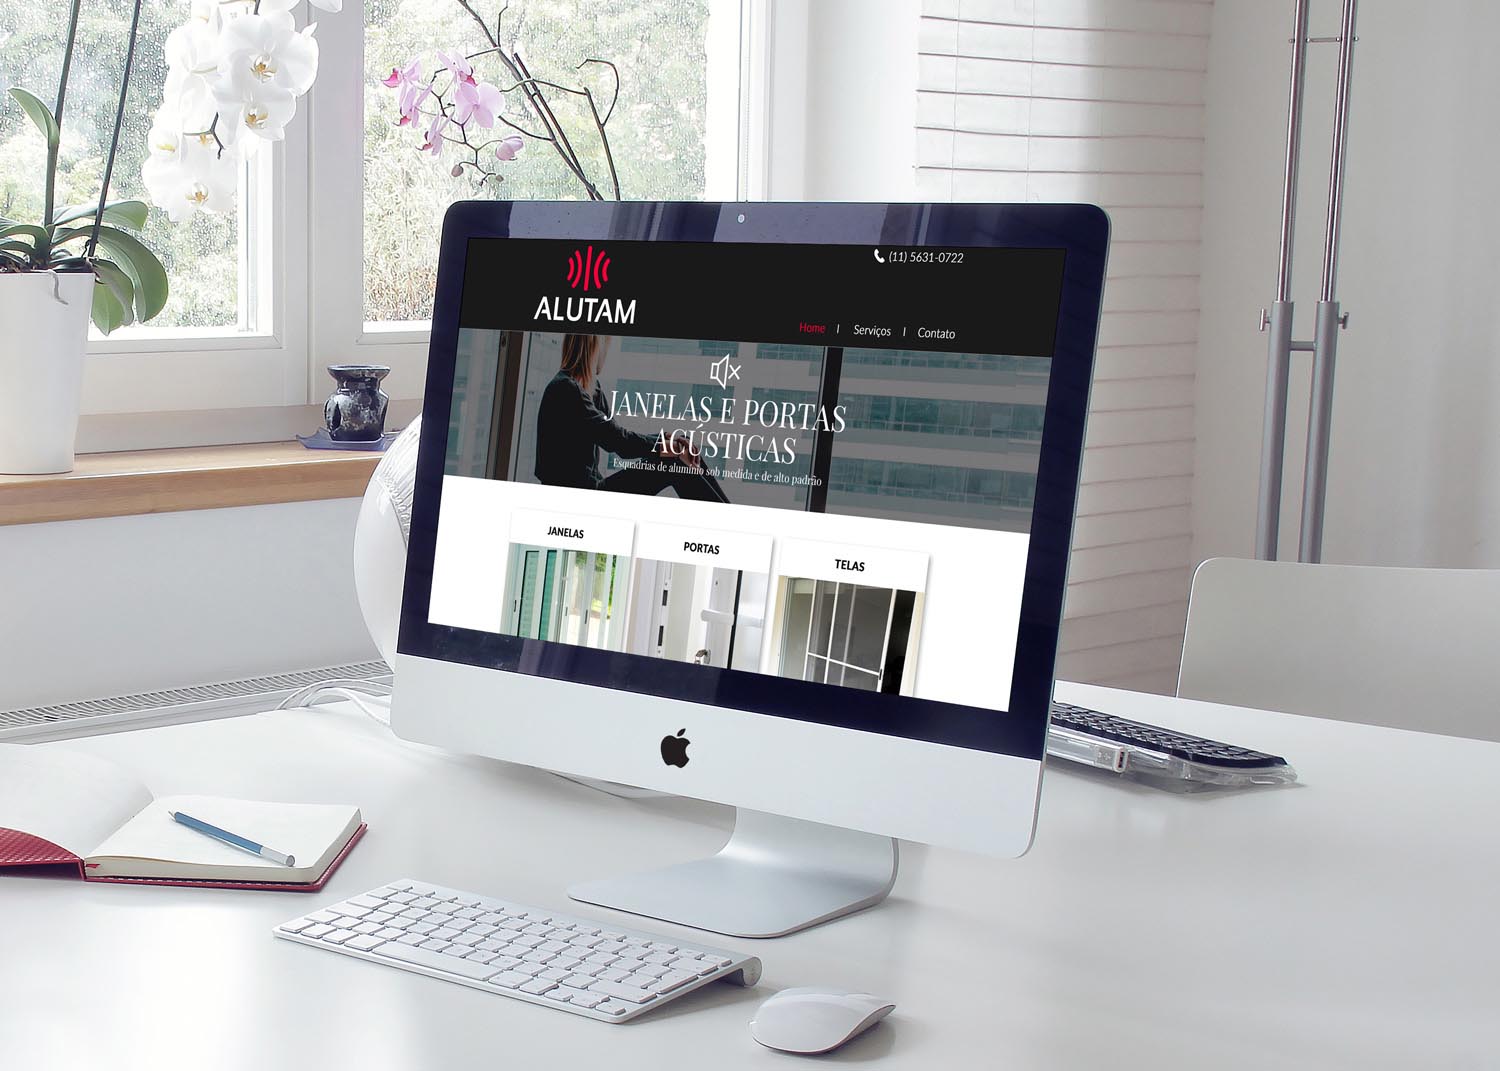 (11) 5631-0722
ALUTAM
Home | Serviços | Contato
JANELAS E PORTAS
ACÚSTICAS
Esquadrias de alumínio sob medida e de alto padrão
JANELAS
PORTAS
TELAS